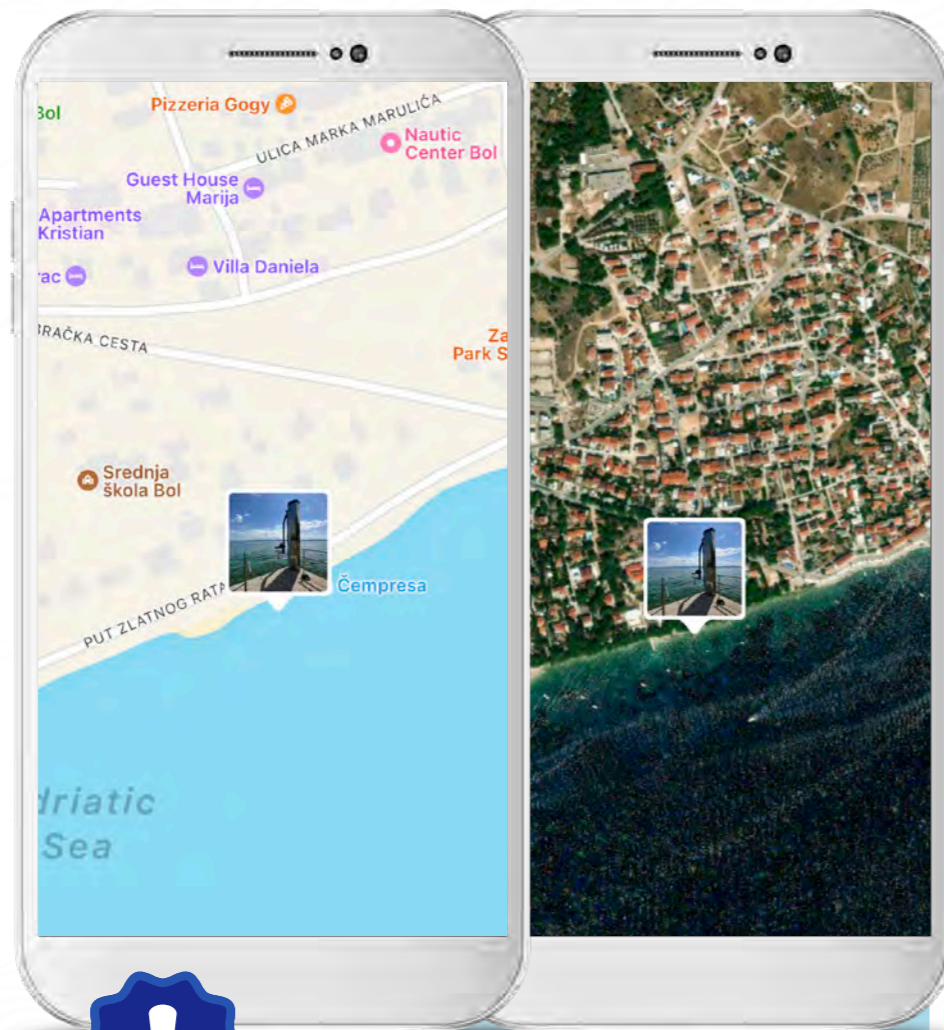 Bol
Pizzeria Gogy
ULICA MARKA MARULIĆA
Nautic
Center Bol
Guest House
Marija
Apartments
Kristian
rac
Villa Daniela
BRAČKA CESTA
Za
Park S
Srednja
škola Bol
Čempresa
PUT ZLATNOG RATA
driatic
Sea